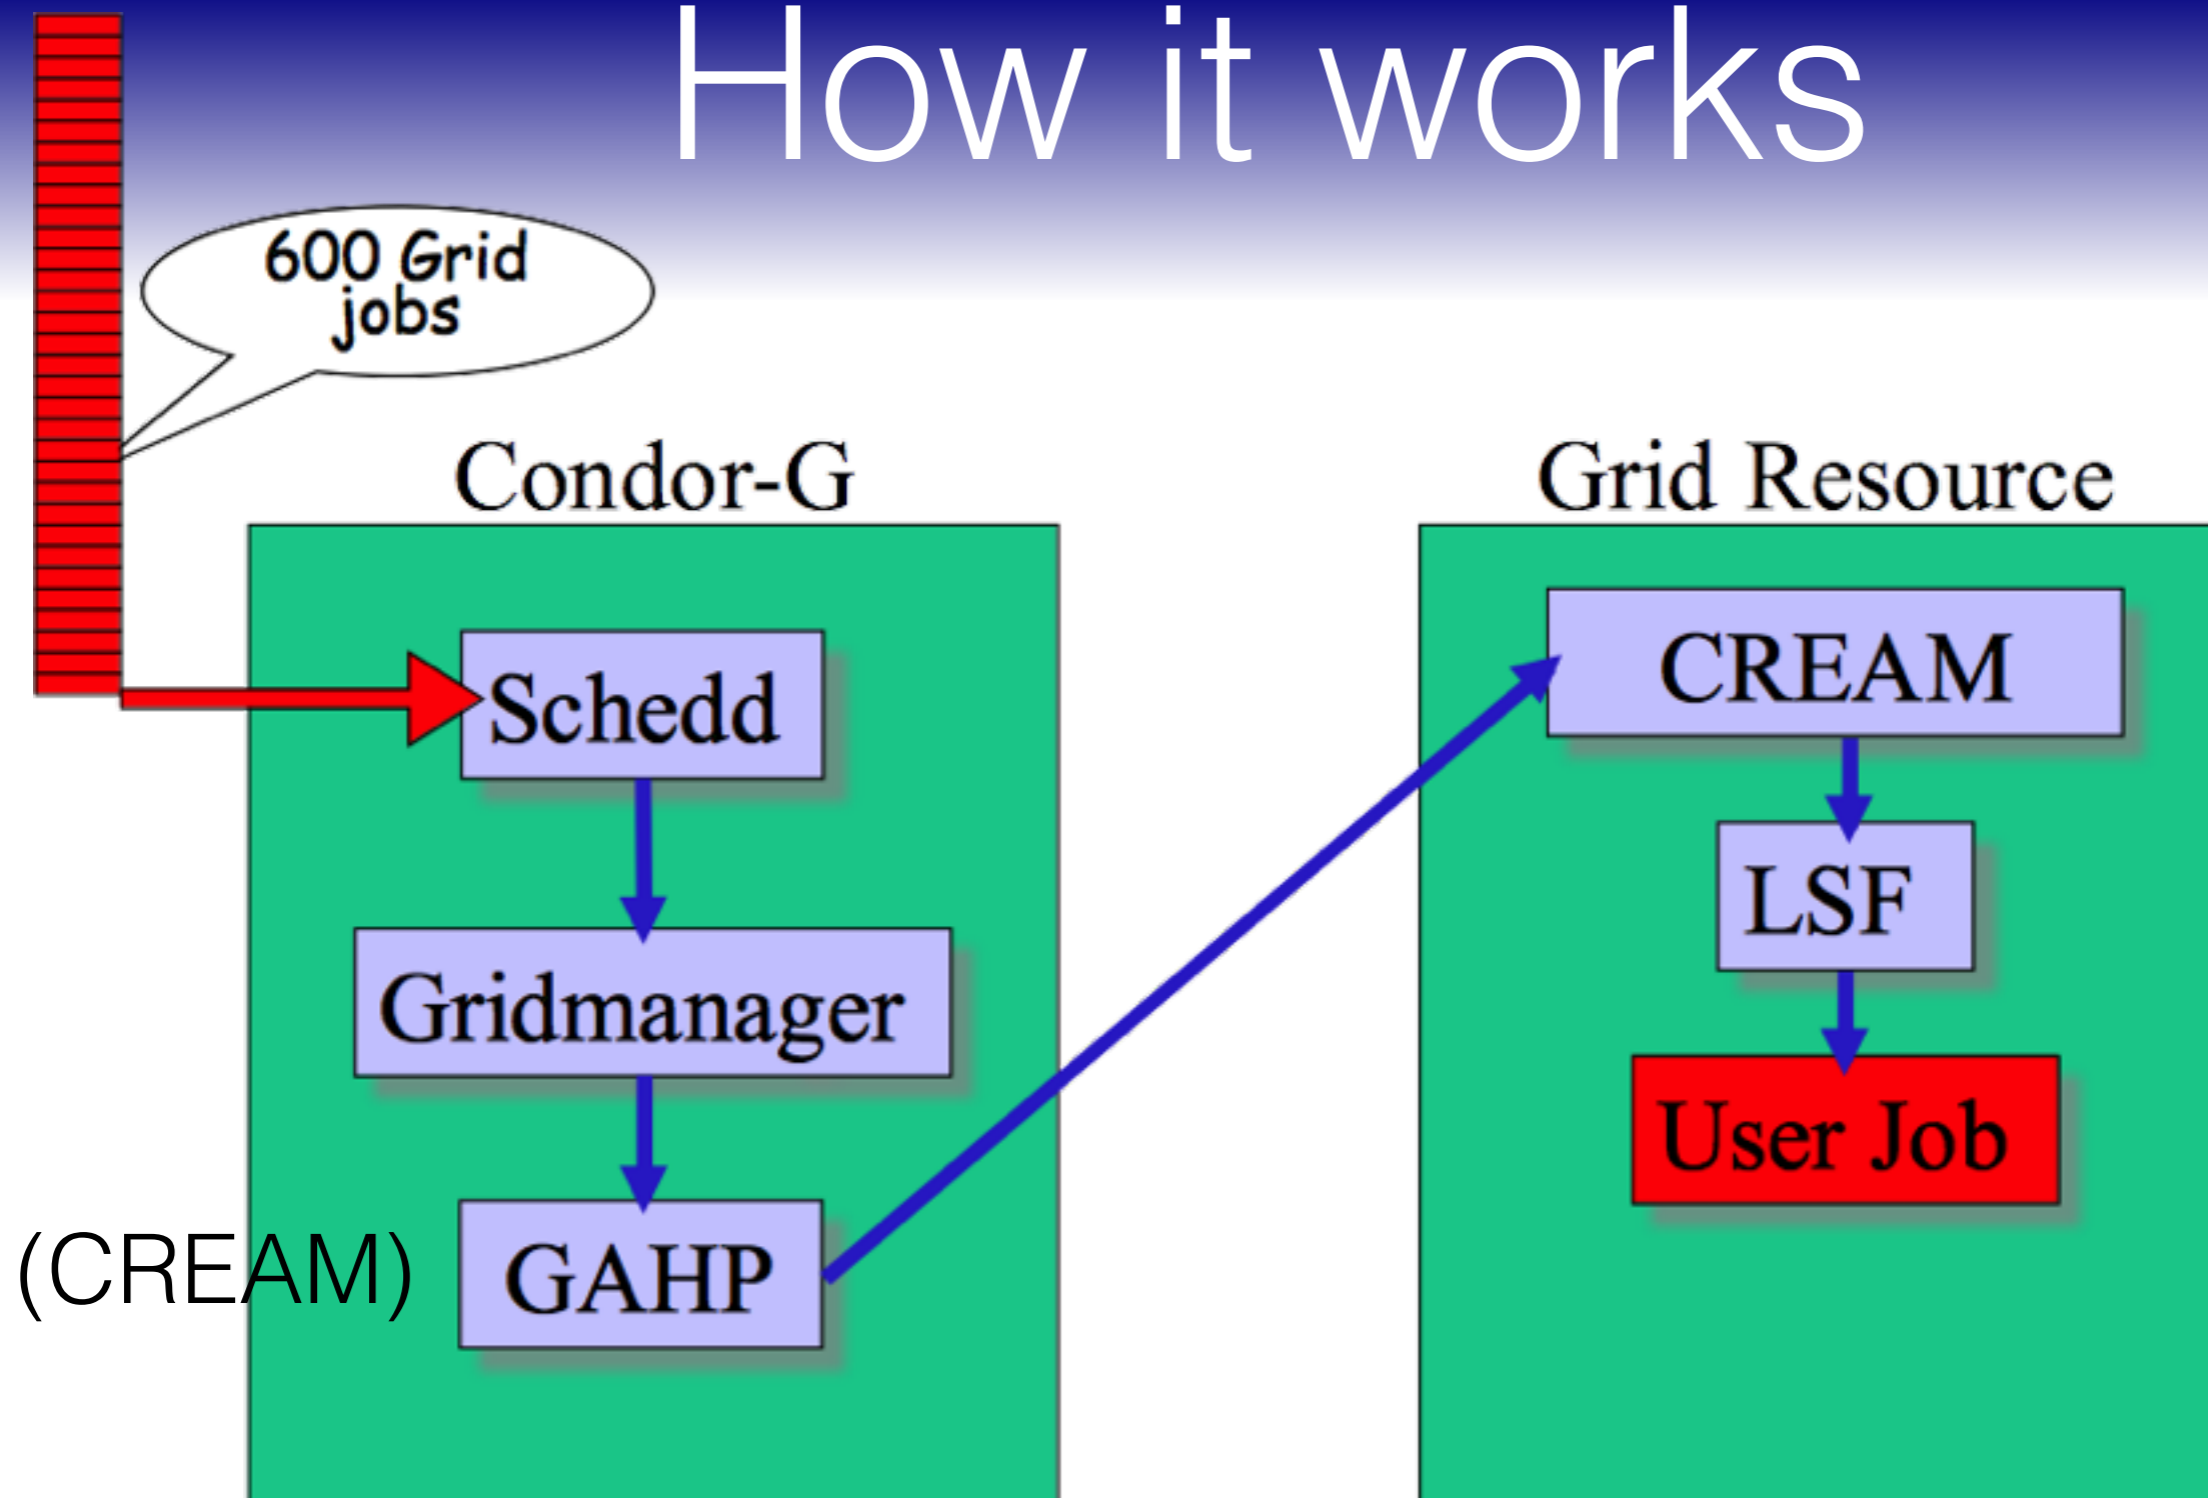 How it works
600 Grid
jobs
Condor-G
Schedd
Gridmanager
(CREAM)
GAHP
Grid Resource
CREAM
LSF
User Job